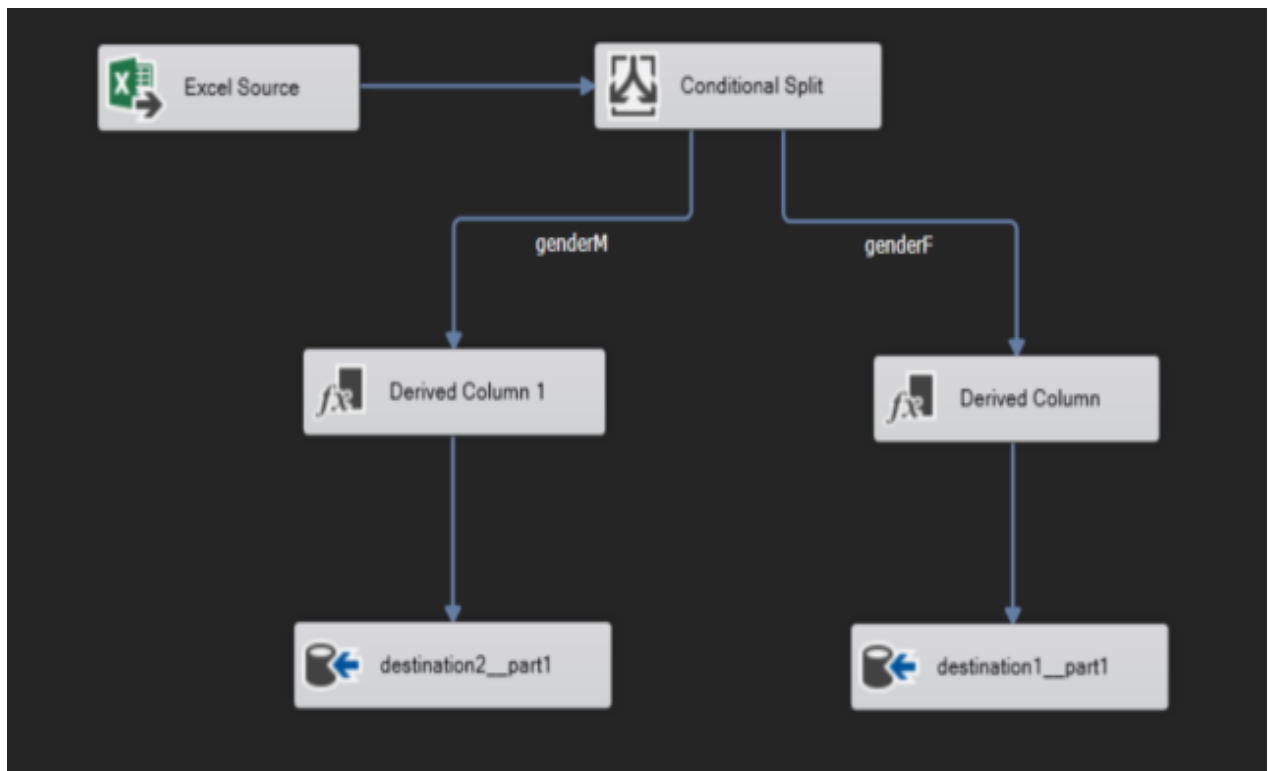 Excel Source
Conditional Split
genderM
genderF
Derived Column 1
Derived Column
destination2__part1
destination1__part1